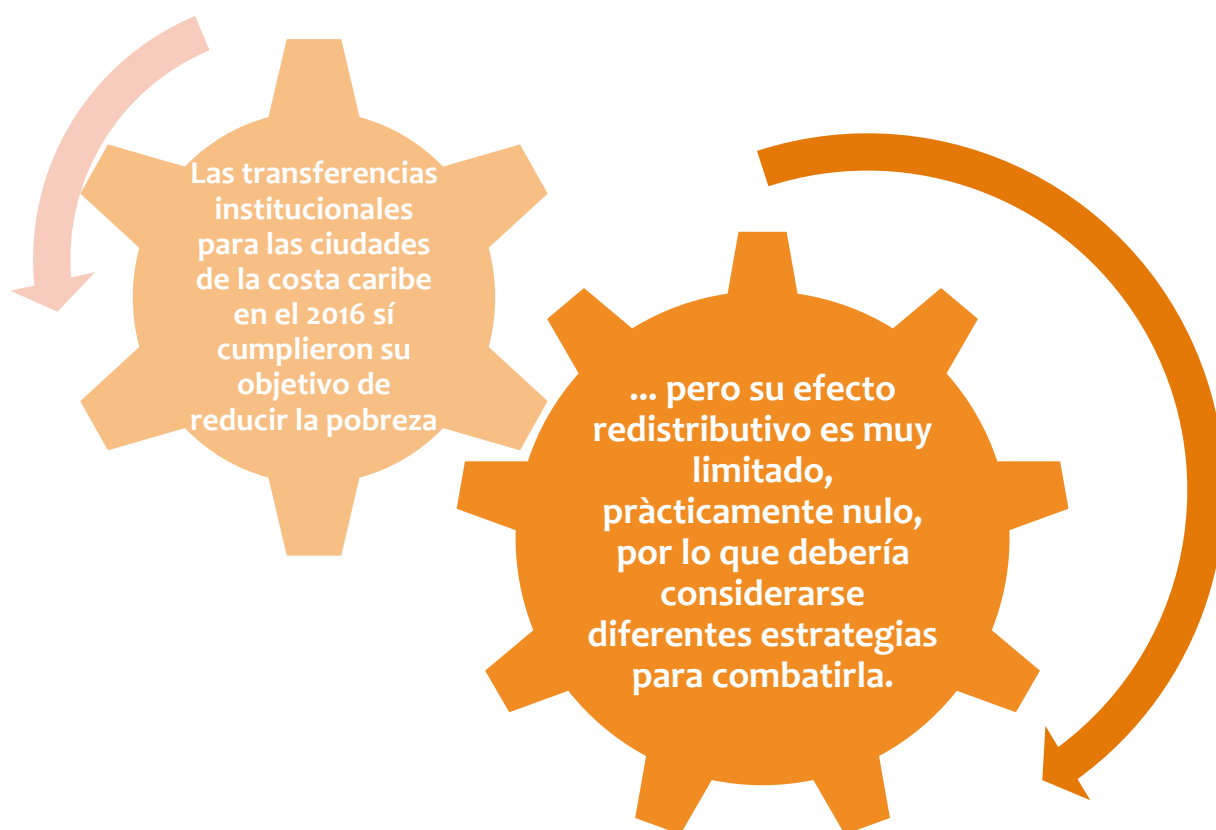 Las transferencias
institucionales
para las ciudades
de la costa caribe
en el 2016 sí
cumplieron su
objetivo de
reducir la pobreza
... pero su efecto
redistributivo es muy
limitado,
pràcticamente nulo,
por lo que debería
considerarse
diferentes estrategias
para combatirla.